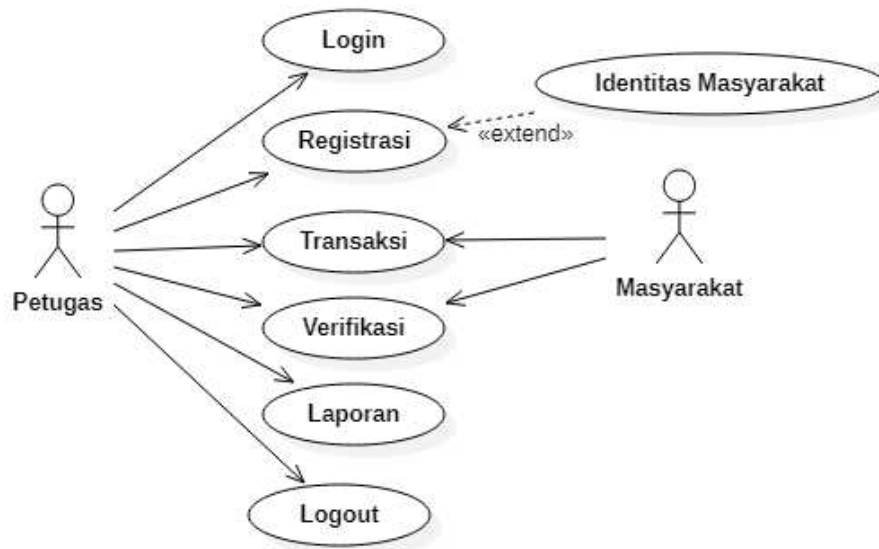 Login
Identitas Masyarakat
Registrasi
«extend»
Transaksi
Petugas
Masyarakat
Verifikasi
Laporan
Logout